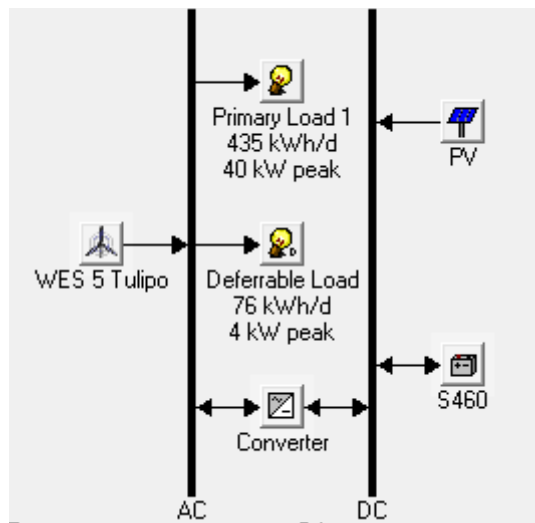 Primary Load 1
435 kWh/d
40 kW peak
PV
WES 5 Tulipo
Deferrable Load
76 kWh/d
4 kW peak
S460
Converter
AC
DC